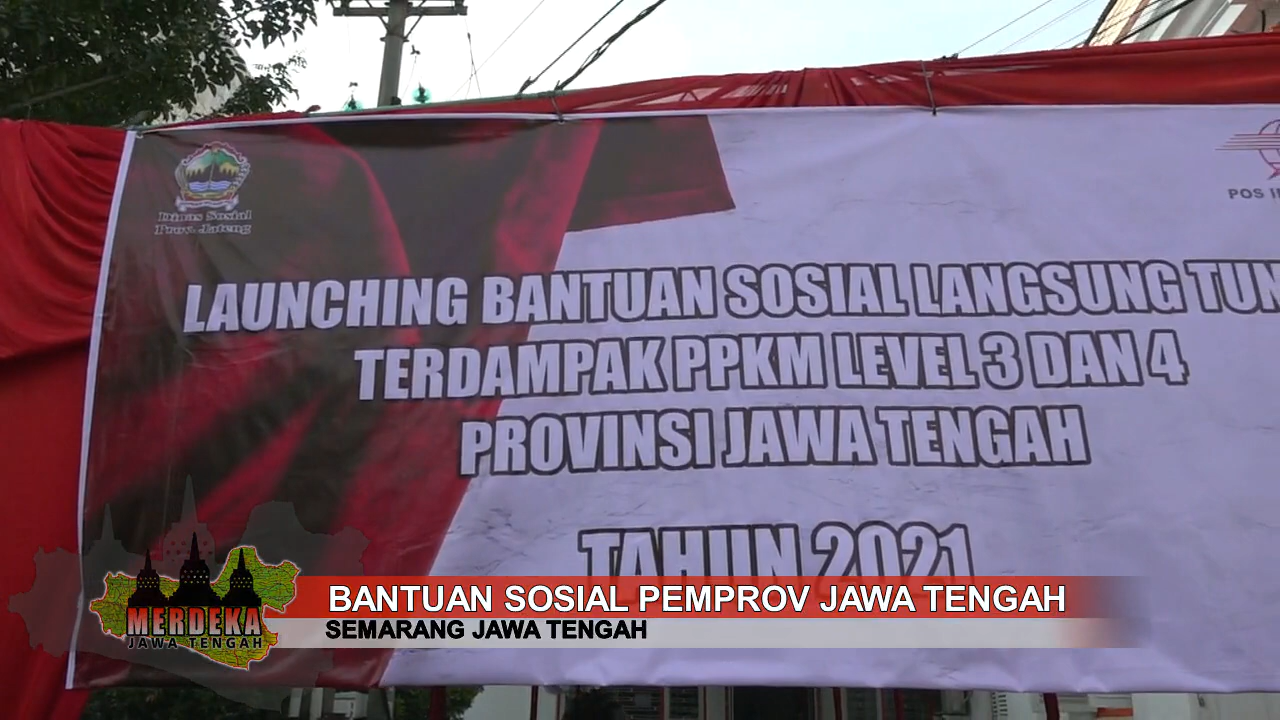 Dinas Sosial
Prov. Jateng
POS
LAUNCHING BANTUAN SOSIAL LANGSUNG TUN
TERDAMPAK PPKM LEVEL 3 DAN 4
PROVINSI JAWA TENGAH
TAHUN 2021
MERDEKA
JAWA TENGAH
BANTUAN SOSIAL PEMPROV JAWA TENGAH
SEMARANG JAWA TENGAH